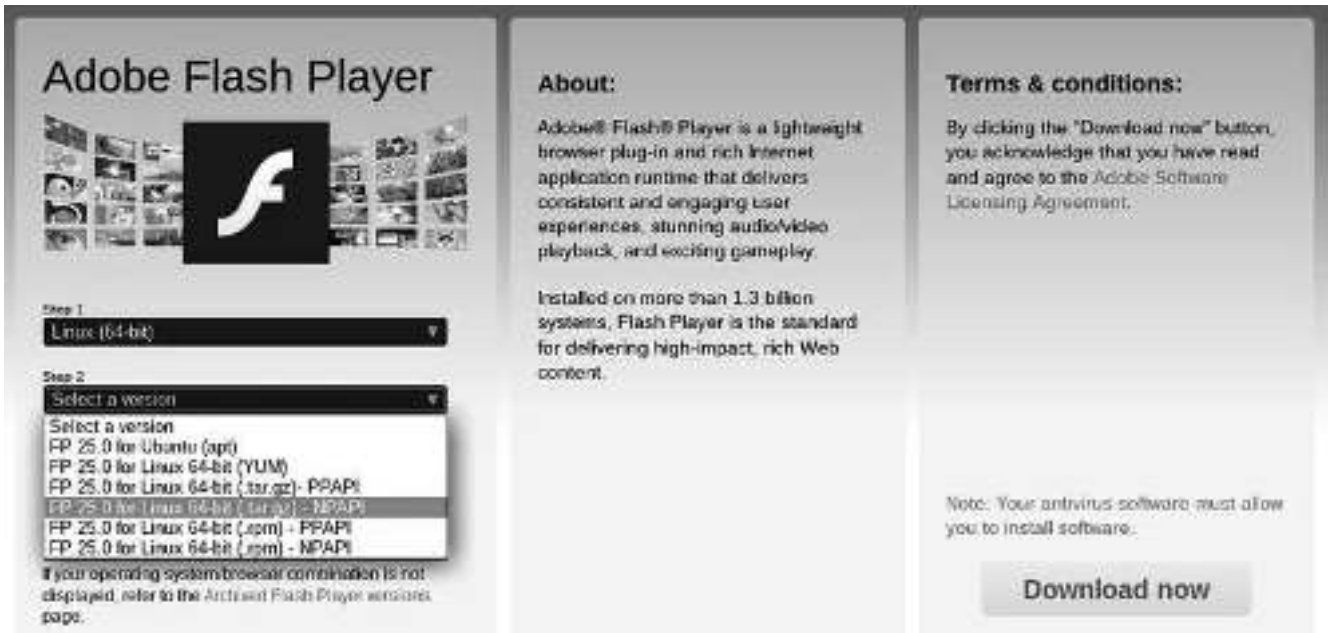 Adobe Flash Player
Step 1
Linux (64-bit)
Step 2
Select a version
Select a version
FP 25.0 for Ubuntu (apt)
FP 25.0 for Linux 64-bit (YUM)
FP 25.0 for Linux 64-bit (.tar.gz)- PPAPI
FP 25.0 for Linux 64-bit (.tar.gz) - NPAPI
FP 25.0 for Linux 64-bit (.rpm) - PPAPI
FP 25.0 for Linux 64-bit (.rpm) - NPAPI
If your operating system/browser combination is not
displayed, refer to the Archived Flash Player versions
page.
About:
Adobe® Flash® Player is a lightweight
browser plug-in and rich Internet
application runtime that delivers
consistent and engaging user
experiences, stunning audio/video
playback, and exciting gameplay.
Installed on more than 1.3 billion
systems, Flash Player is the standard
for delivering high-impact, rich Web
content.
Terms & conditions:
By clicking the "Download now" button,
you acknowledge that you have read
and agree to the Adobe Software
Licensing Agreement.
Note: Your antivirus software must allow
you to install software.
Download now